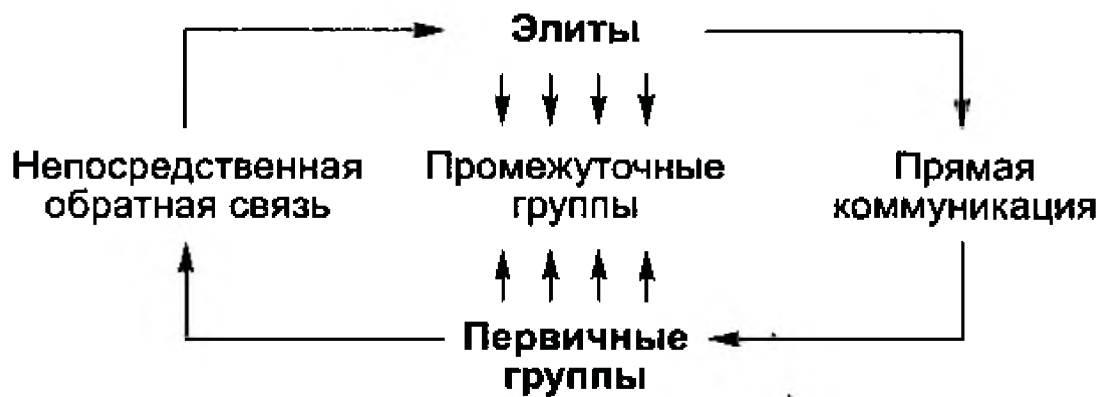 Элиты
Непосредственная
обратная связь
Промежуточные
группы
Прямая
коммуникация
Первичные
группы